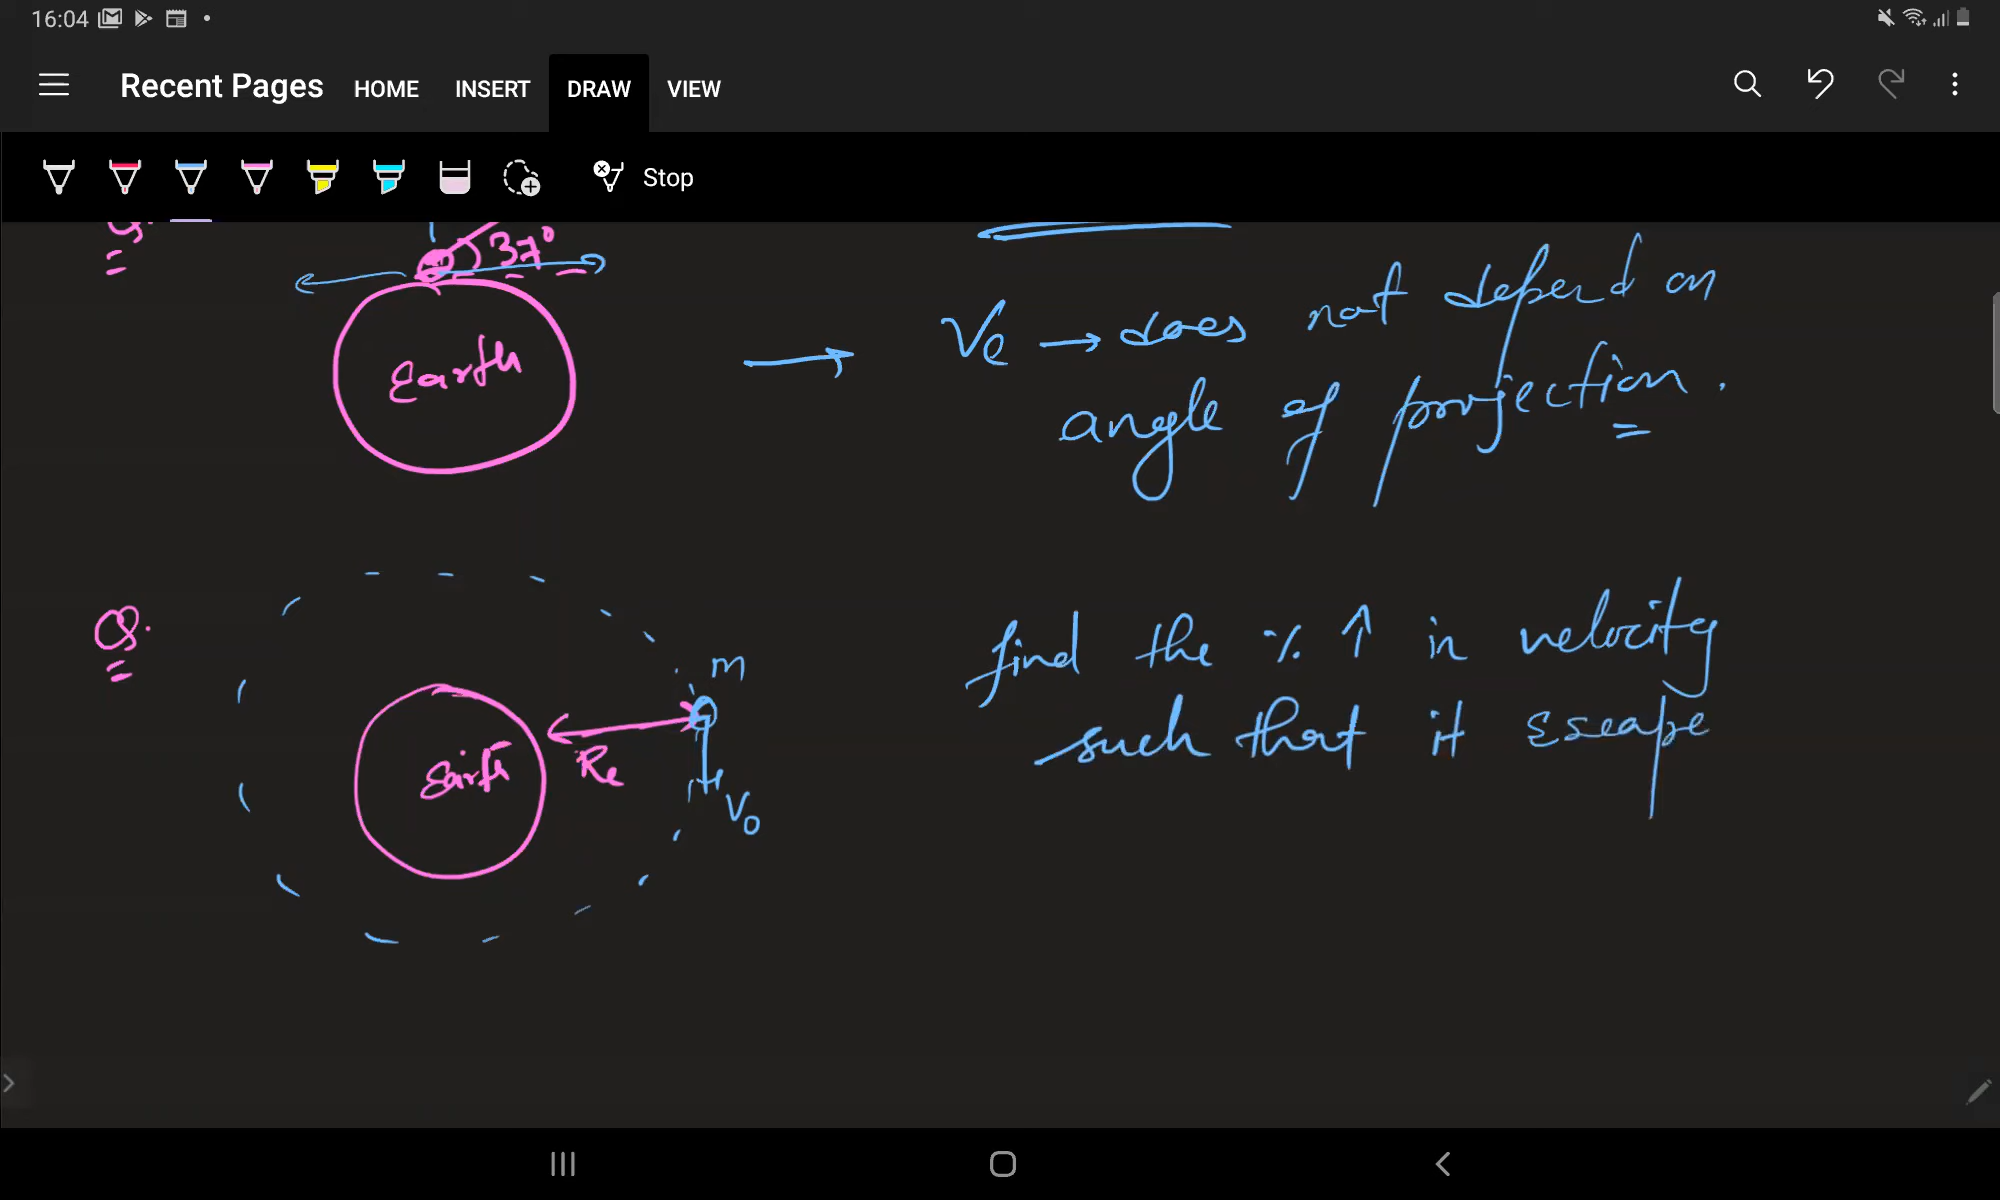 16:04
Recent Pages HOME INSERT DRAW VIEW
Stop
37°
Earth
Ve → does not depend on
angle of projection.
Q.
m
Earth
Re
Vo
find the % ↑ in velocity
such that it escape